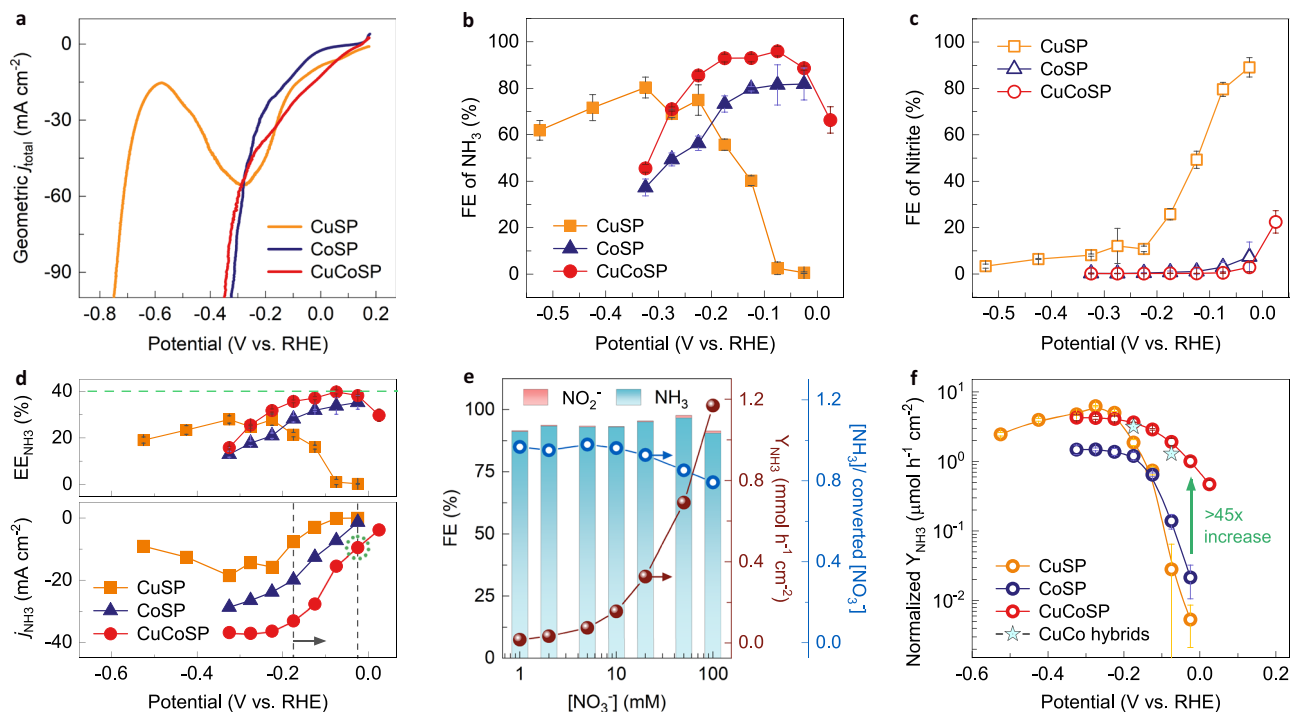 a
0
-30
-60
-90
Geometric j_total (mA cm⁻²)
CuSP
CoSP
CuCoSP
-0.8 -0.6 -0.4 -0.2 0.0 0.2
Potential (V vs. RHE)
b
100
80
60
40
20
0
FE of NH₃ (%)
CuSP
CoSP
CuCoSP
-0.5 -0.4 -0.3 -0.2 -0.1 0.0
Potential (V vs. RHE)
c
100
80
60
40
20
0
FE of Nitrite (%)
CuSP
CoSP
CuCoSP
-0.5 -0.4 -0.3 -0.2 -0.1 0.0
Potential (V vs. RHE)
d
40
20
0
EE_NH3 (%)
0
-20
-40
j_NH3 (mA cm⁻²)
CuSP
CoSP
CuCoSP
-0.6 -0.4 -0.2 0.0
Potential (V vs. RHE)
e
NO₂⁻ NH₃
100
75
50
25
0
FE (%)
1.2
0.8
0.4
0.0
Y_NH3 (mmol h⁻¹ cm⁻²)
1.2
0.8
0.4
0.0
[NH₃]/ converted [NO₃⁻]
1 10 100
[NO₃⁻] (mM)
f
10¹
10⁰
10⁻¹
10⁻²
Normalized Y_NH3 (μmol h⁻¹ cm⁻²)
>45x
increase
CuSP
CoSP
CuCoSP
CuCo hybrids
-0.6 -0.4 -0.2 0.0 0.2
Potential (V vs. RHE)